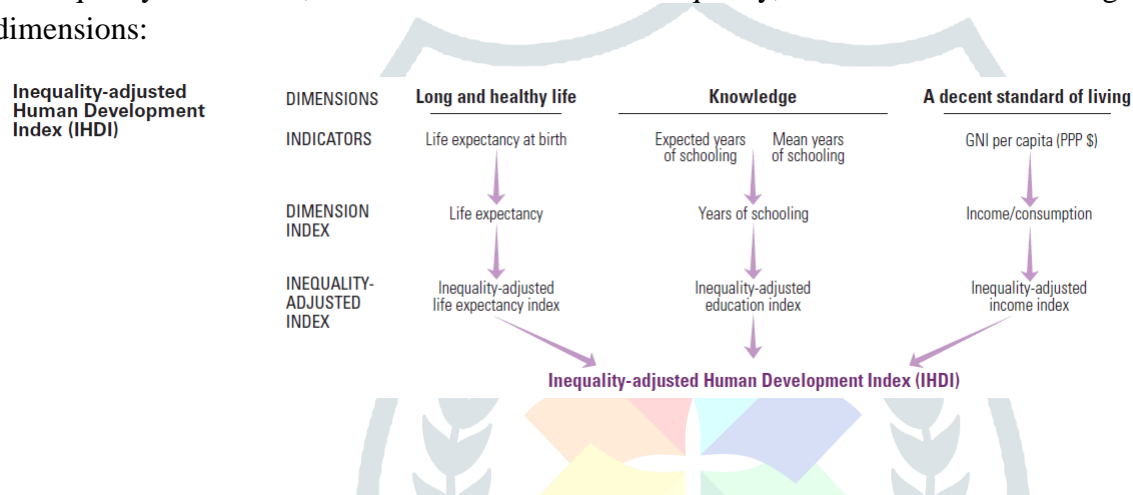 dimensions:
Inequality-adjusted
Human Development
Index (IHDI)
DIMENSIONS
Long and healthy life
Knowledge
A decent standard of living
INDICATORS
Life expectancy at birth
Expected years
of schooling
Mean years
of schooling
GNI per capita (PPP $)
DIMENSION
INDEX
Life expectancy
Years of schooling
Income/consumption
INEQUALITY-
ADJUSTED
INDEX
Inequality-adjusted
life expectancy index
Inequality-adjusted
education index
Inequality-adjusted
income index
Inequality-adjusted Human Development Index (IHDI)